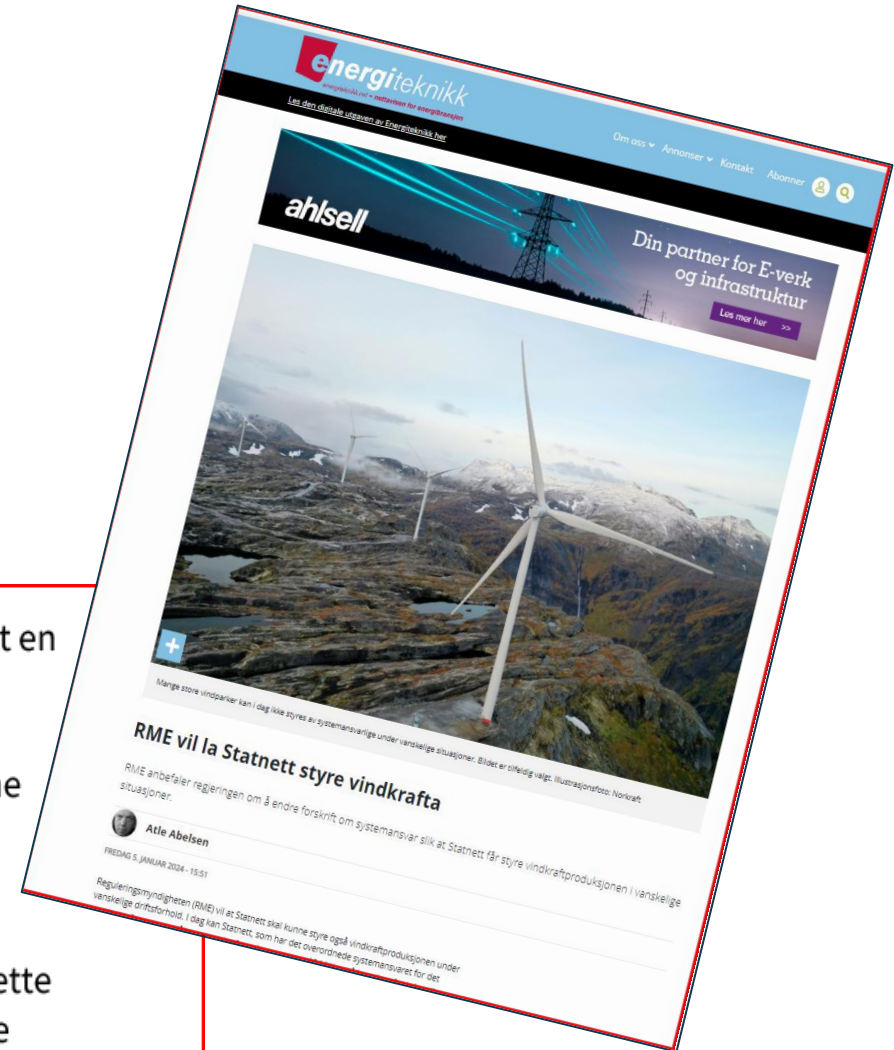 energiteknikk
energiteknikk.net – nettavisen for energibransjen
Om oss Annonser Kontakt Abonner
Les den digitale utgaven av Energiteknikk her
ahlsell
Din partner for E-verk
og infrastruktur
Les mer her >>
Mange store vindparker kan i dag ikke styres av systemansvarlige under vanskelige situasjoner. Bildet er tilfeldig valgt. Illustrasjonsfoto: Norkraft
RME vil la Statnett styre vindkrafta
RME anbefaler regjeringen om å endre forskrift om systemansvar slik at Statnett får styre vindkraftproduksjonen i vanskelige
situasjoner.
Atle Abelsen
FREDAG 5. JANUAR 2024 - 15:51
Reguleringsmyndigheten (RME) vil at Statnett skal kunne styre også vindkraftproduksjonen under
vanskelige driftsforhold. I dag kan Statnett, som har det overordnede systemansvaret for det
t en
e
ette
e